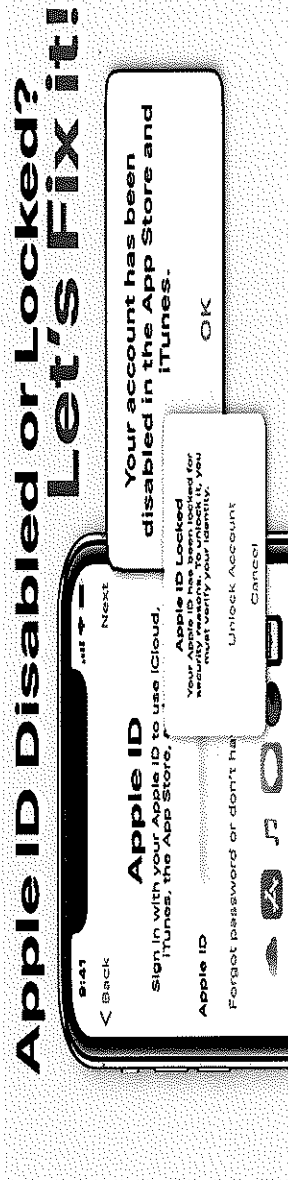 Apple ID Disabled or Locked?
Let's Fix it!
9:41
Back
Next
Apple ID
Sign in with your Apple ID to use iCloud,
iTunes, the App Store,
Apple ID
Forgot password or don't ha
Your account has been
disabled in the App Store and
iTunes.
OK
Apple ID Locked
Your Apple ID has been locked for
security reasons. To unlock it, you
must verify your identity.
Unlock Account
Cancel